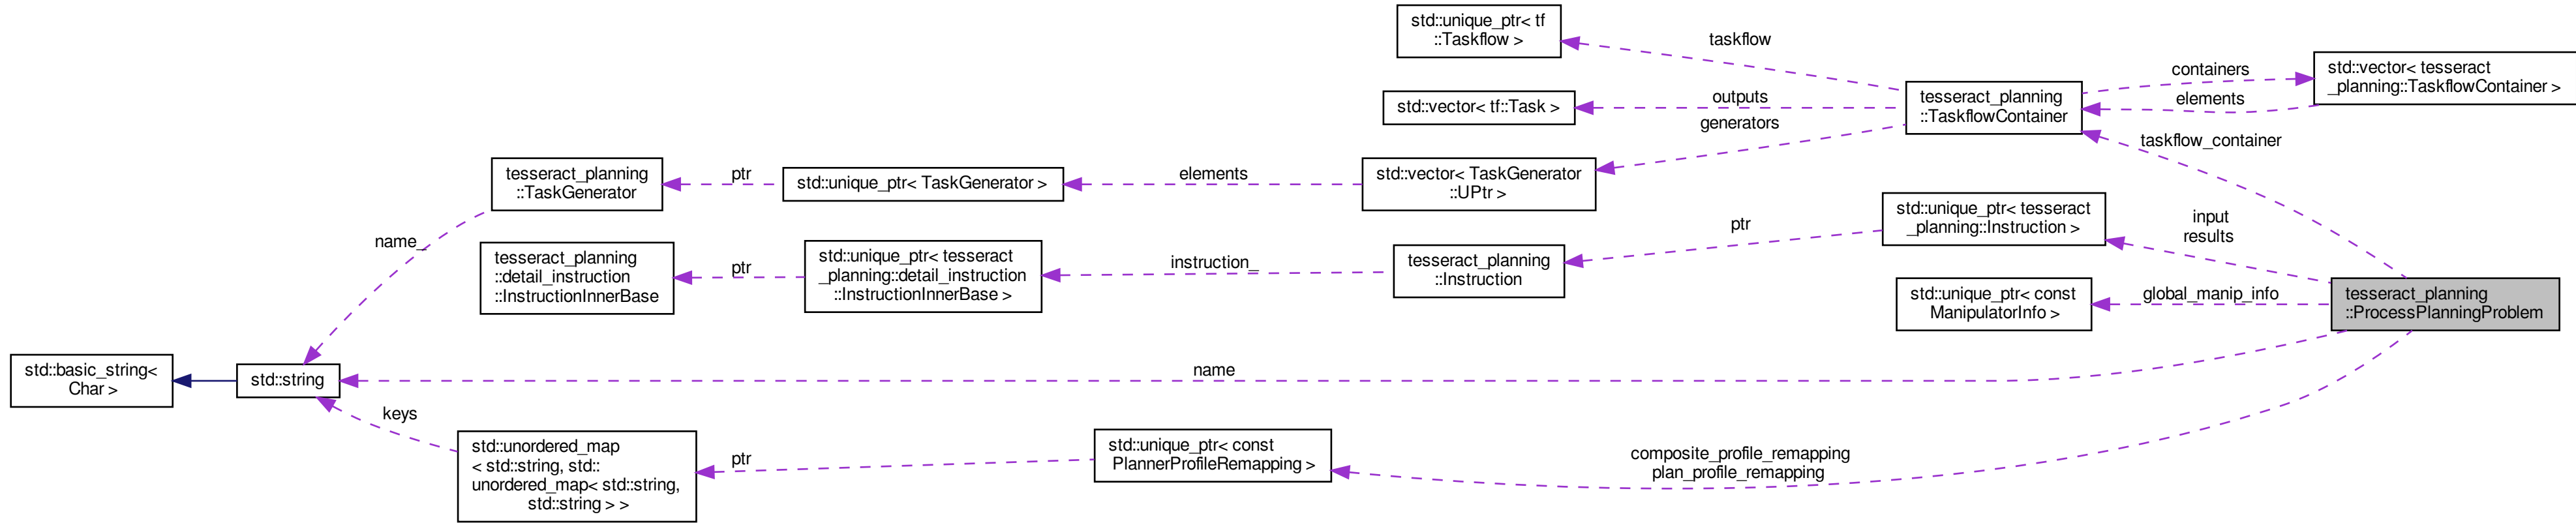 std::unique_ptr< tf
::Taskflow >
taskflow
containers
std::vector< tesseract
_planning::TaskflowContainer >
std::vector< tf::Task >
outputs
tesseract_planning
::TaskflowContainer
elements
generators
taskflow_container
tesseract_planning
::TaskGenerator
ptr
std::unique_ptr< TaskGenerator >
elements
std::vector< TaskGenerator
::UPtr >
std::unique_ptr< tesseract
_planning::Instruction >
input
results
name_
tesseract_planning
::detail_instruction
::InstructionInnerBase
ptr
std::unique_ptr< tesseract
_planning::detail_instruction
::InstructionInnerBase >
instruction_
tesseract_planning
::Instruction
ptr
std::unique_ptr< const
ManipulatorInfo >
global_manip_info
tesseract_planning
::ProcessPlanningProblem
std::basic_string<
Char >
std::string
name
keys
std::unordered_map
< std::string, std::
unordered_map< std::string,
std::string > >
ptr
std::unique_ptr< const
PlannerProfileRemapping >
composite_profile_remapping
plan_profile_remapping